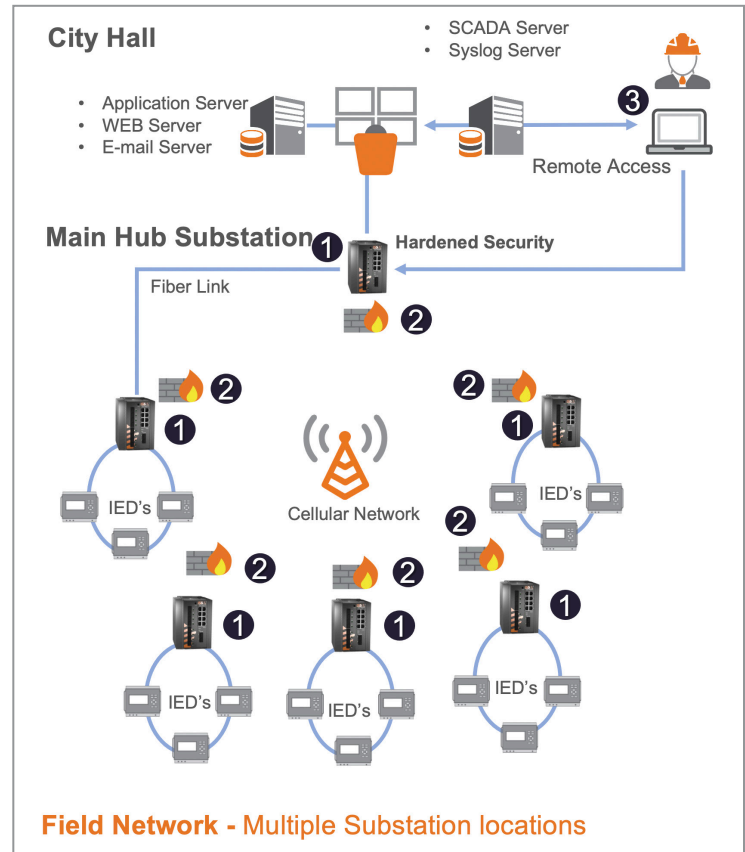 City Hall
• SCADA Server
• Syslog Server
• Application Server
• WEB Server
• E-mail Server
3
Remote Access
Main Hub Substation
1
Hardened Security
Fiber Link
2
2
1
IED's
2
1
IED's
Cellular Network
2
2
2
1
1
1
IED's
IED's
IED's
Field Network - Multiple Substation locations